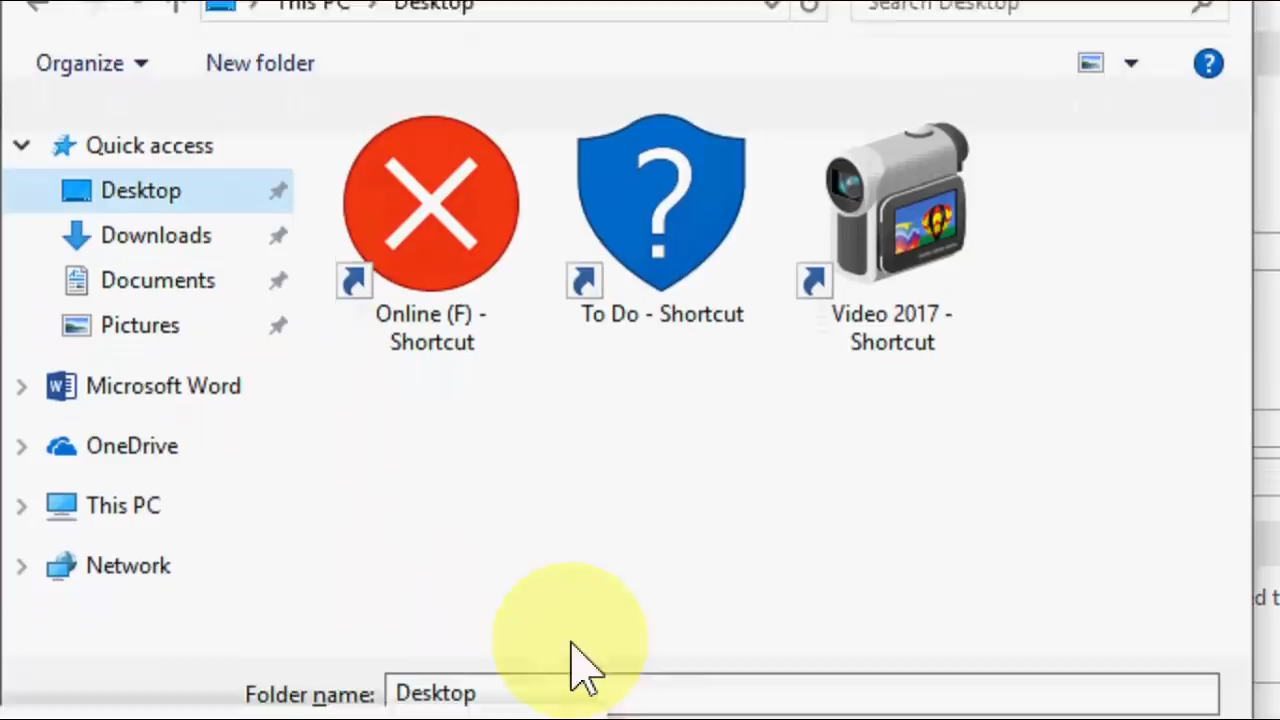 This PC Desktop Search Desktop
Organize New folder ?
Quick access
Desktop
Downloads
Documents
Pictures
Microsoft Word
OneDrive
This PC
Network
?
Online (F) -
Shortcut
To Do - Shortcut
Video 2017 -
Shortcut
Folder name: Desktop